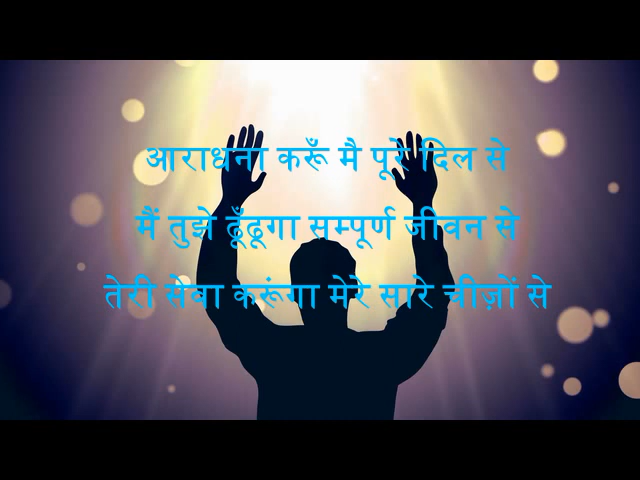 आराधना करूँ मै पूरे दिल से
मैं तुझे ढूँढूगा सम्पूर्ण जीवन से
तेरी सेवा करूंगा मेरे सारे चीज़ों से